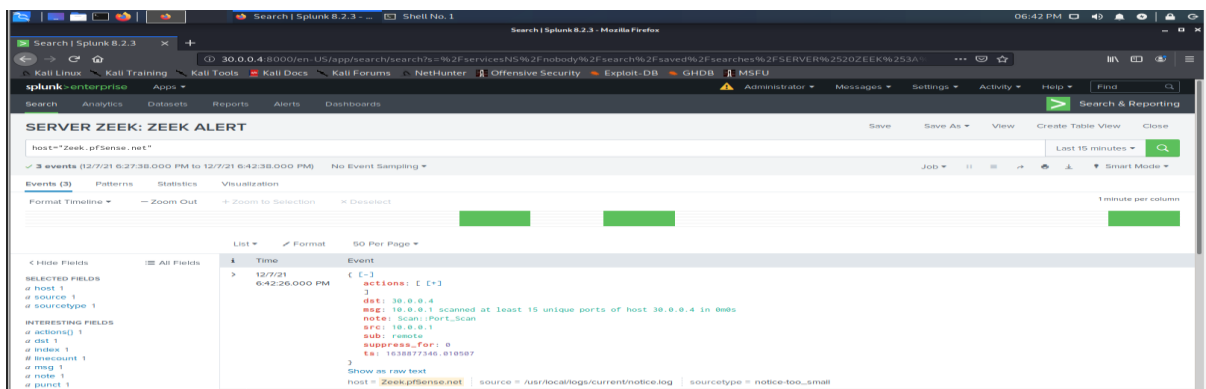 Search | Splunk 8.2.3 - ... Shell No. 1 06:42 PM
Search | Splunk 8.2.3 - Mozilla Firefox
Search | Splunk 8.2.3
30.0.0.4:8000/en-US/app/search/search?s=%2FservicesNS%2Fnobody%2Fsearch%2Fsaved%2Fsearches%2FSERVER%2520ZEEK%253A%
Kali Linux Kali Training Kali Tools Kali Docs Kali Forums NetHunter Offensive Security Exploit-DB GHDB MSFU
splunk>enterprise Apps Administrator Messages Settings Activity Help Find
Search Analytics Datasets Reports Alerts Dashboards Search & Reporting
SERVER ZEEK: ZEEK ALERT Save Save As View Create Table View Close
host="Zeek.pfSense.net" Last 15 minutes
3 events (12/7/21 6:27:38.000 PM to 12/7/21 6:42:38.000 PM) No Event Sampling Job Smart Mode
Events (3) Patterns Statistics Visualization
Format Timeline — Zoom Out + Zoom to Selection × Deselect 1 minute per column
List Format 50 Per Page
< Hide Fields All Fields i Time Event
SELECTED FIELDS
a host 1
a source 1
a sourcetype 1
INTERESTING FIELDS
a actions{} 1
a dst 1
a index 1
# linecount 1
a msg 1
a note 1
a punct 1
> 12/7/21
6:42:26.000 PM
{ [-]
actions: [ [+]
]
dst: 30.0.0.4
msg: 10.0.0.1 scanned at least 15 unique ports of host 30.0.0.4 in 0m0s
note: Scan::Port_Scan
src: 10.0.0.1
sub: remote
suppress_for: 0
ts: 1638877346.010507
}
Show as raw text
host = Zeek.pfSense.net source = /usr/local/logs/current/notice.log sourcetype = notice-too_small